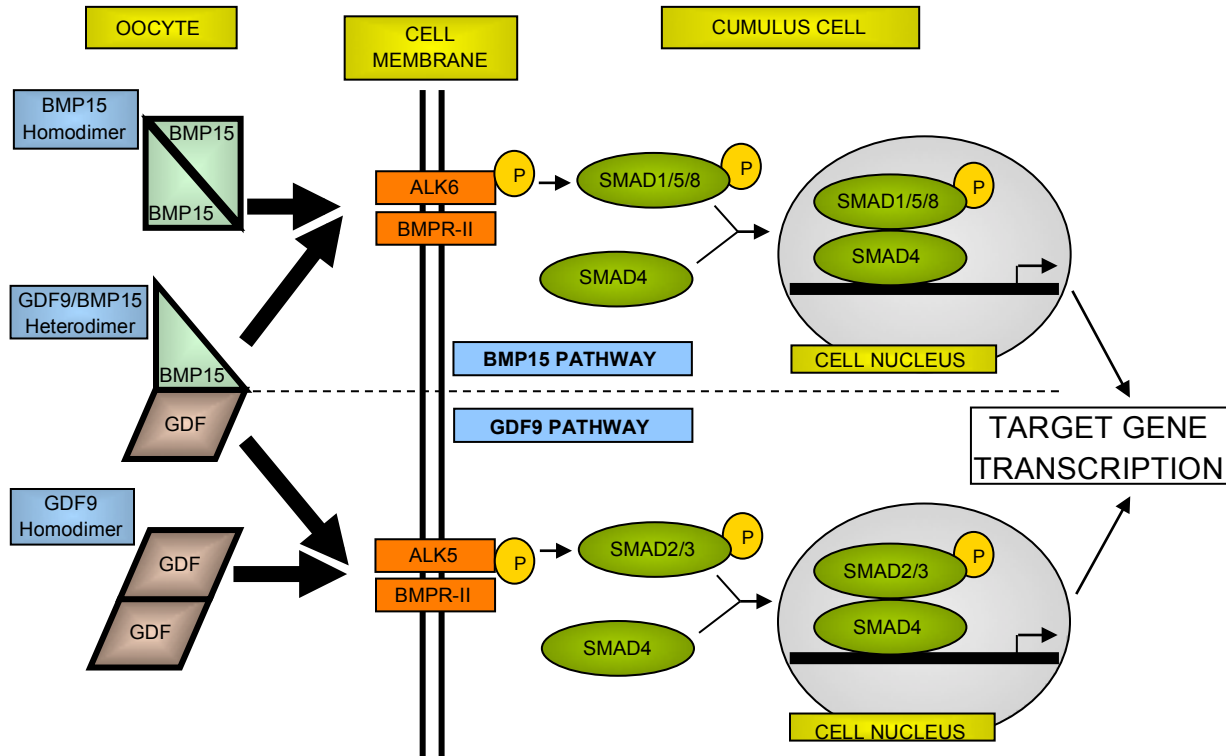 OOCYTE
CELL
MEMBRANE
CUMULUS CELL
BMP15
Homodimer
BMP15
BMP15
ALK6
P
BMPR-II
SMAD1/5/8
P
SMAD4
SMAD1/5/8
P
SMAD4
CELL NUCLEUS
GDF9/BMP15
Heterodimer
BMP15
GDF
BMP15 PATHWAY
GDF9 PATHWAY
TARGET GENE
TRANSCRIPTION
GDF9
Homodimer
GDF
GDF
ALK5
P
BMPR-II
SMAD2/3
P
SMAD4
SMAD2/3
P
SMAD4
CELL NUCLEUS